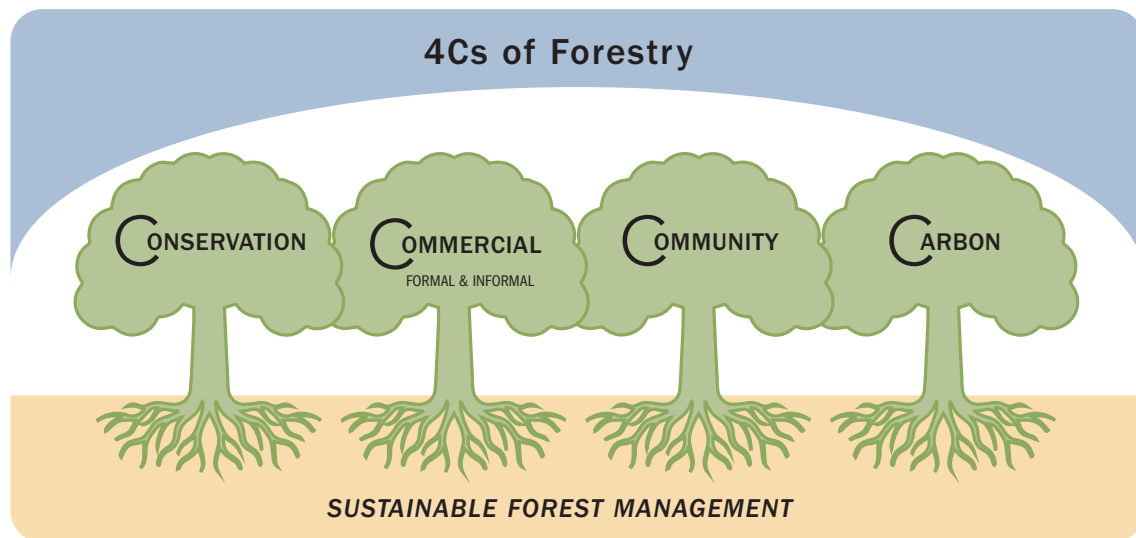 4Cs of Forestry
CONSERVATION
COMMERCIAL
FORMAL & INFORMAL
COMMUNITY
CARBON
SUSTAINABLE FOREST MANAGEMENT